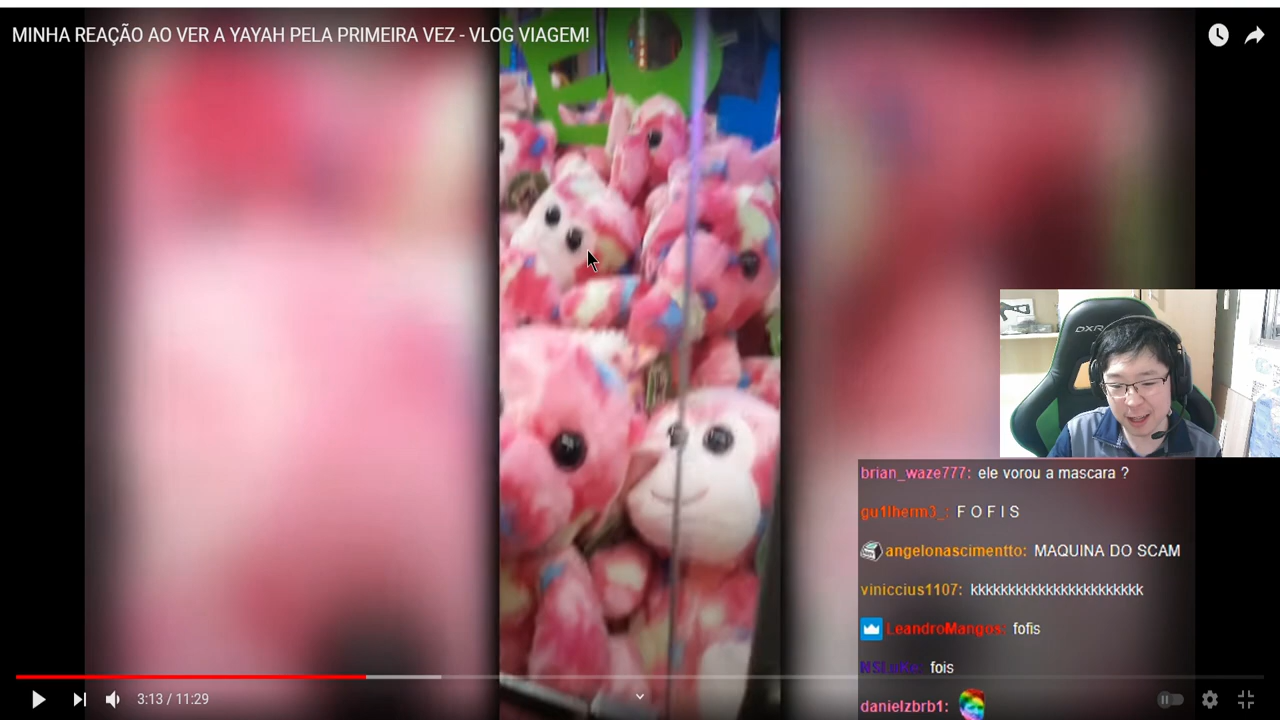 MINHA REAÇÃO AO VER A YAYAH PELA PRIMEIRA VEZ - VLOG VIAGEM!
brian_waze777: ele vorou a mascara ?
gu1lherm3_: F O F I S
angelonascimentto: MAQUINA DO SCAM
viniccius1107: kkkkkkkkkkkkkkkkkkkkkkkk
LeandroMangos: fofis
fois
danielzbrb1:
3:13 / 11:29